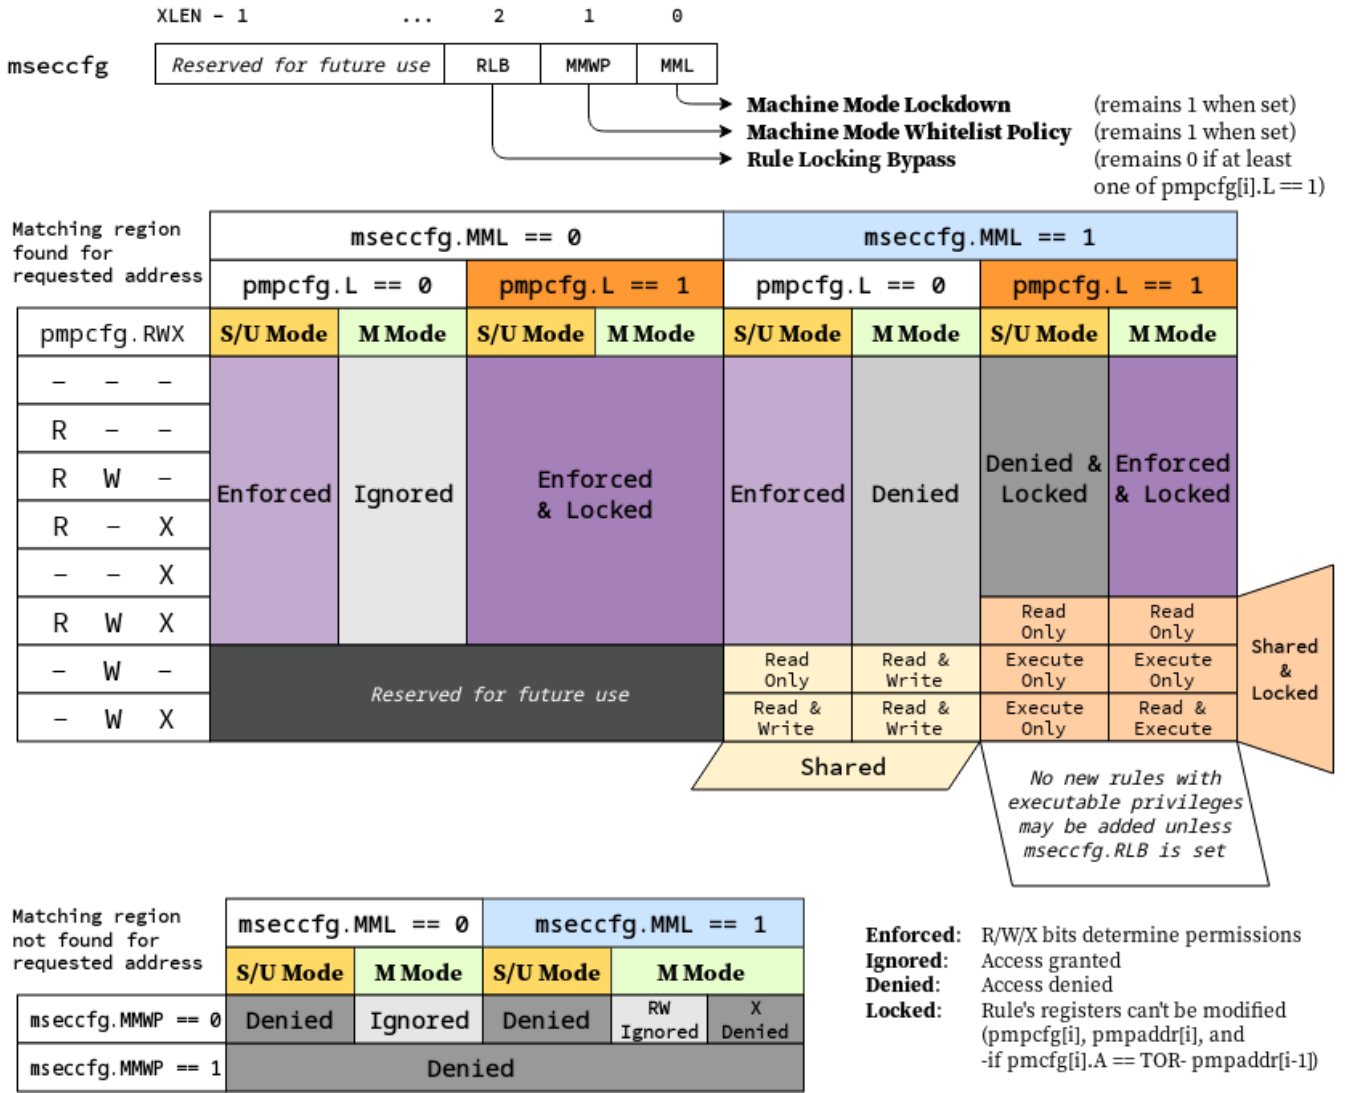 XLEN - 1 ... 2 1 0
mseccfg Reserved for future use RLB MMWP MML
Machine Mode Lockdown (remains 1 when set)
Machine Mode Whitelist Policy (remains 1 when set)
Rule Locking Bypass (remains 0 if at least
one of pmpcfg[i].L == 1)
Matching region
found for
requested address
mseccfg.MML == 0 mseccfg.MML == 1
pmpcfg.L == 0 pmpcfg.L == 1 pmpcfg.L == 0 pmpcfg.L == 1
pmpcfg.RWX S/U Mode M Mode S/U Mode M Mode S/U Mode M Mode S/U Mode M Mode
- - -
R - -
R W -
R - X
- - X
R W X
- W -
- W X
Enforced
Ignored
Enforced
& Locked
Enforced
Denied
Denied &
Locked
Enforced
& Locked
Read
Only
Read
Only
Reserved for future use
Read
Only
Read &
Write
Execute
Only
Execute
Only
Read &
Write
Read &
Write
Execute
Only
Read &
Execute
Shared
&
Locked
Shared
No new rules with
executable privileges
may be added unless
mseccfg.RLB is set
Matching region
not found for
requested address
mseccfg.MML == 0 mseccfg.MML == 1
S/U Mode M Mode S/U Mode M Mode
mseccfg.MMWP == 0 Denied Ignored Denied
RW
Ignored
X
Denied
mseccfg.MMWP == 1 Denied
Enforced: R/W/X bits determine permissions
Ignored: Access granted
Denied: Access denied
Locked: Rule's registers can't be modified
(pmpcfg[i], pmpaddr[i], and
-if pmcfg[i].A == TOR- pmpaddr[i-1])